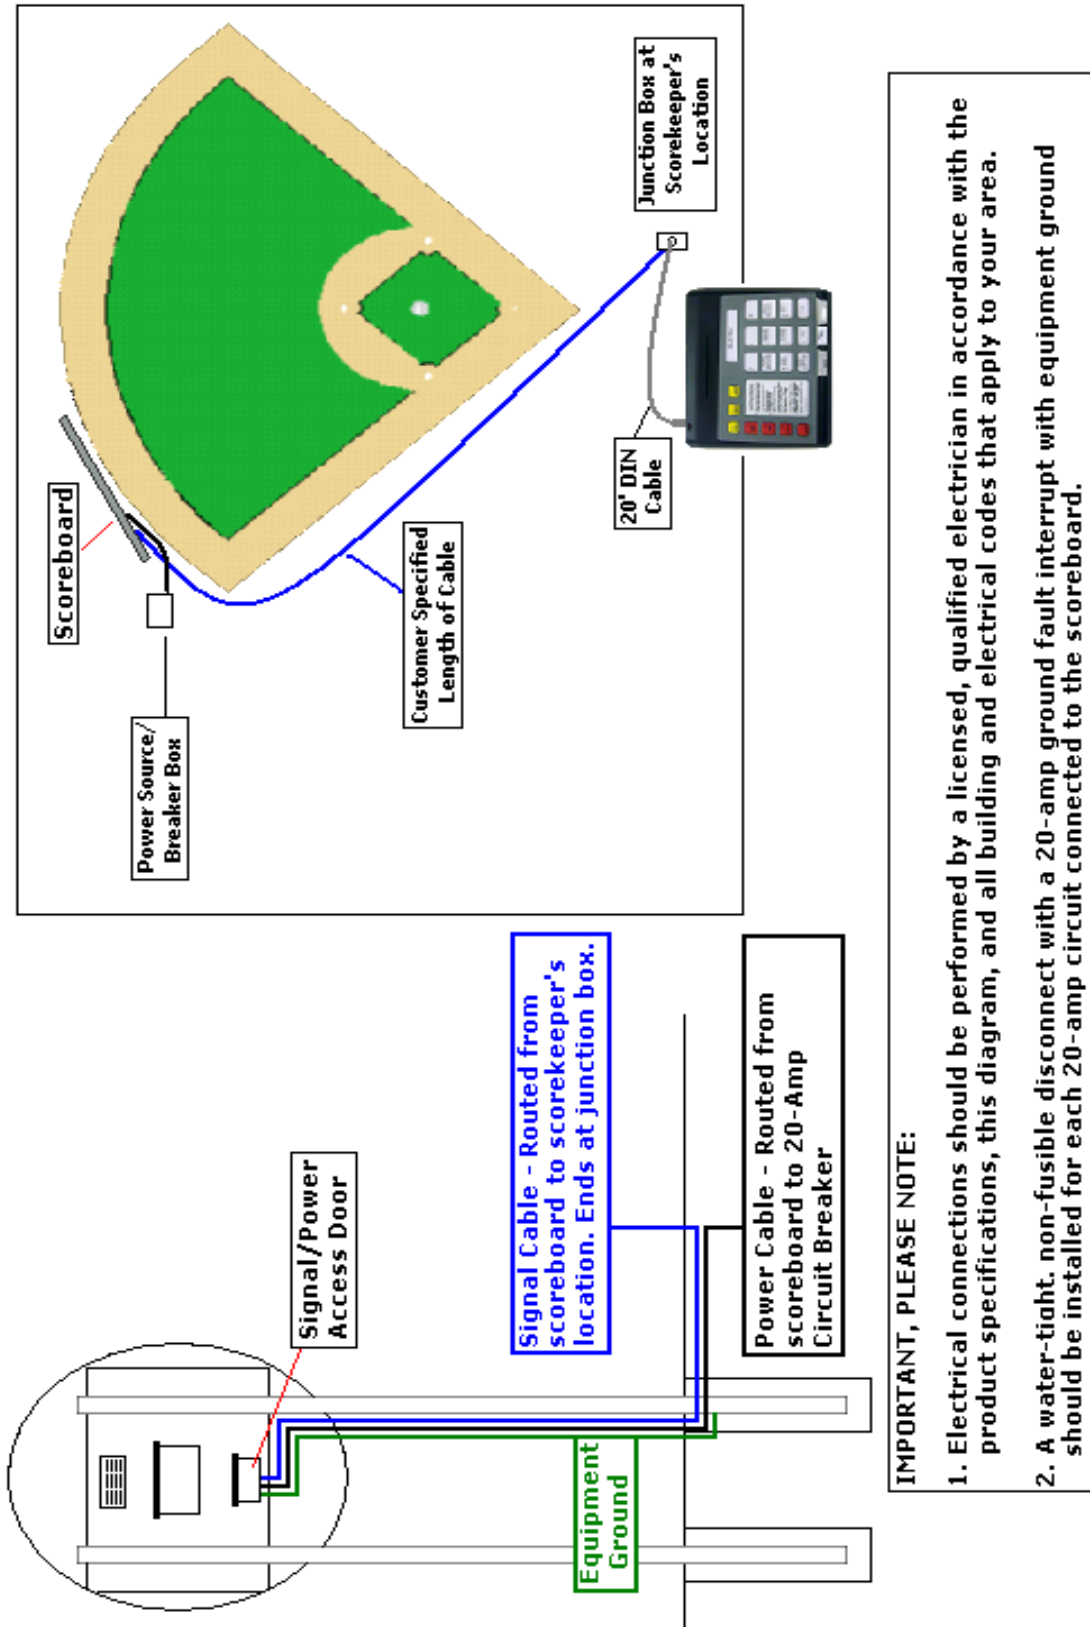 Signal/Power
Access Door
Equipment
Ground
Signal Cable - Routed from
scoreboard to scorekeeper's
location. Ends at junction box.
Power Cable - Routed from
scoreboard to 20-Amp
Circuit Breaker
Scoreboard
Power Source/
Breaker Box
Customer Specified
Length of Cable
20' DIN
Cable
Junction Box at
Scorekeeper's
Location
IMPORTANT, PLEASE NOTE:
1. Electrical connections should be performed by a licensed, qualified electrician in accordance with the
product specifications, this diagram, and all building and electrical codes that apply to your area.
2. A water-tight, non-fusible disconnect with a 20-amp ground fault interrupt with equipment ground
should be installed for each 20-amp circuit connected to the scoreboard.